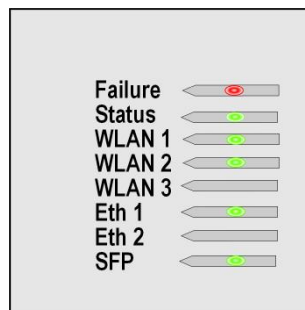 Failure
Status
WLAN 1
WLAN 2
WLAN 3
Eth 1
Eth 2
SFP